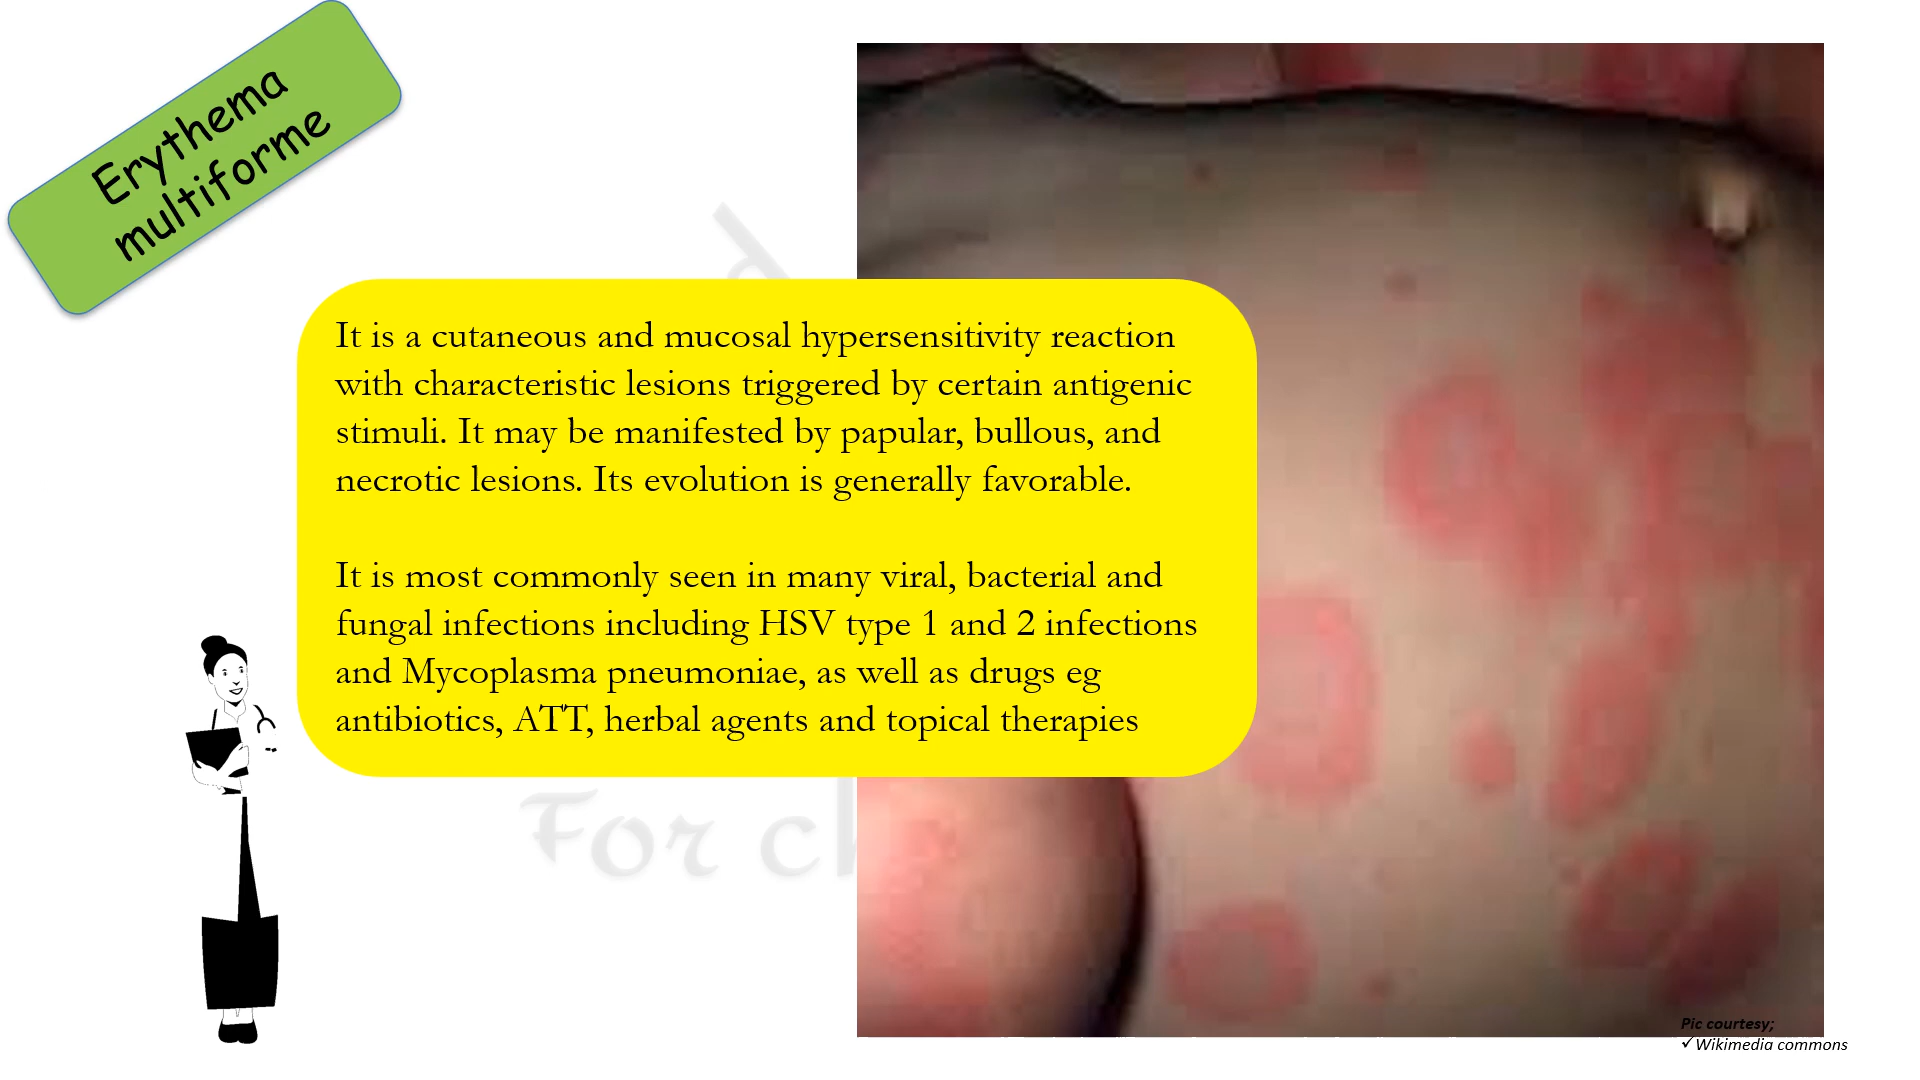 Erythema
multiforme
It is a cutaneous and mucosal hypersensitivity reaction
with characteristic lesions triggered by certain antigenic
stimuli. It may be manifested by papular, bullous, and
necrotic lesions. Its evolution is generally favorable.
It is most commonly seen in many viral, bacterial and
fungal infections including HSV type 1 and 2 infections
and Mycoplasma pneumoniae, as well as drugs eg
antibiotics, ATT, herbal agents and topical therapies
For ch
Pic courtesy;
✓Wikimedia commons